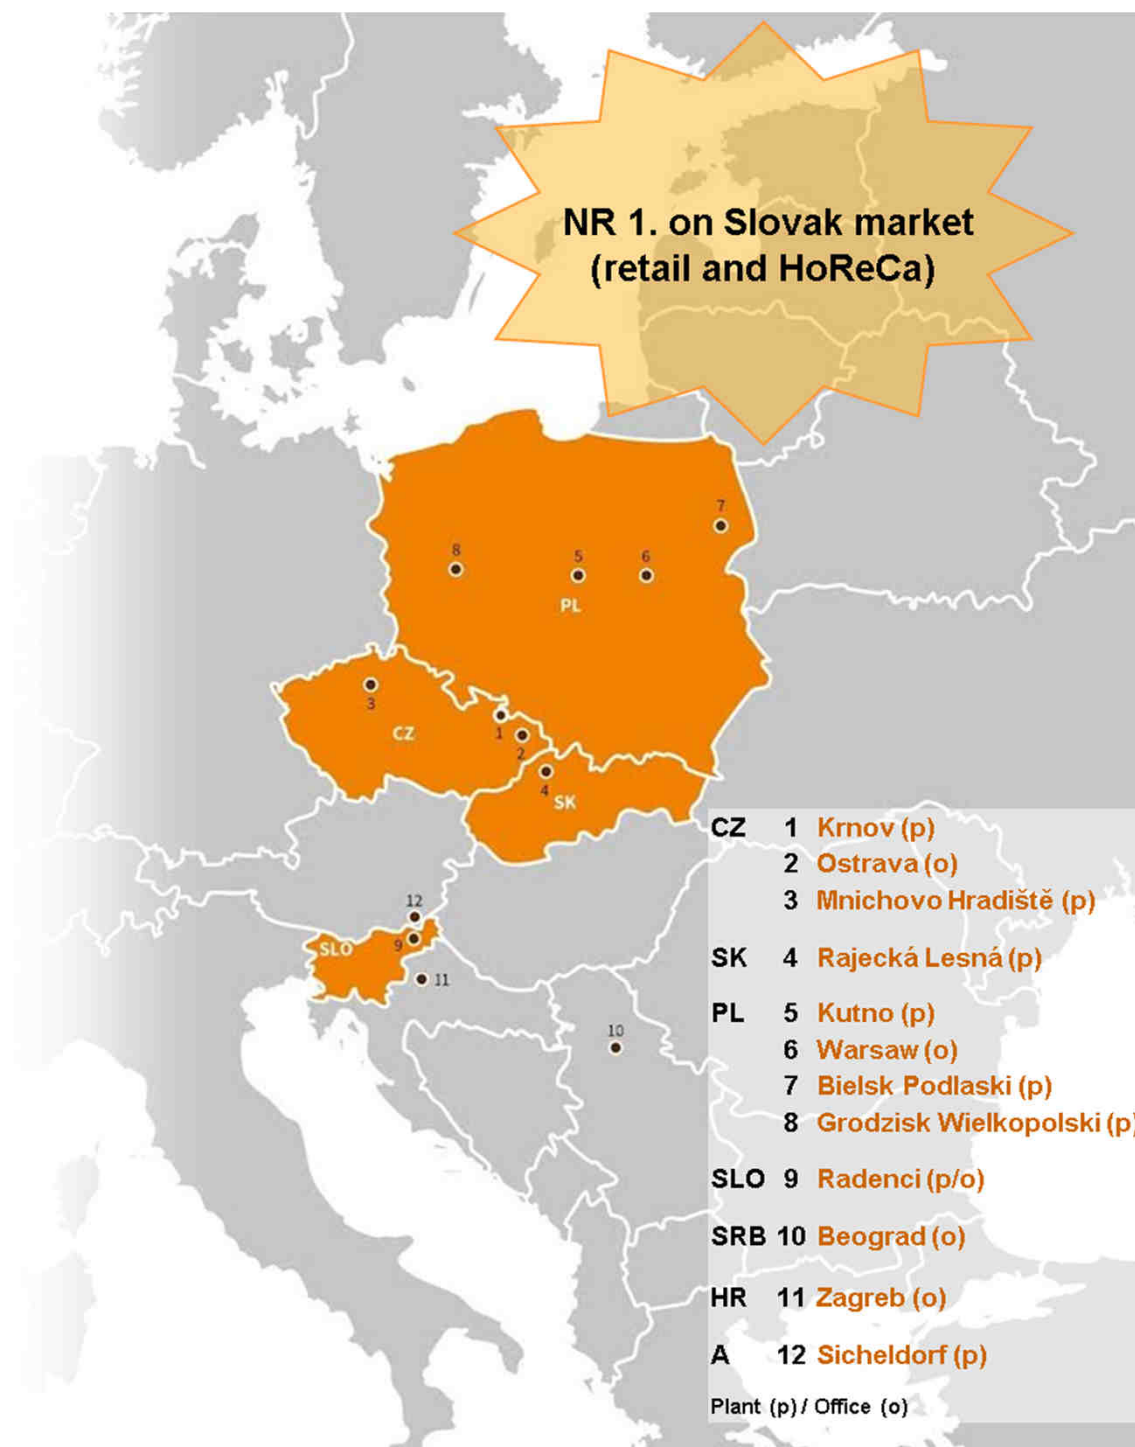 NR 1. on Slovak market
(retail and HoReCa)
7
8
5
6
PL
3
CZ
1
2
4
SK
12
SLO
9
11
10
CZ 1 Krnov (p)
2 Ostrava (o)
3 Mnichovo Hradiště (p)
SK 4 Rajecká Lesná (p)
PL 5 Kutno (p)
6 Warsaw (o)
7 Bielsk Podlaski (p)
8 Grodzisk Wielkopolski (p)
SLO 9 Radenci (p/o)
SRB 10 Beograd (o)
HR 11 Zagreb (o)
A 12 Sicheldorf (p)
Plant (p) / Office (o)